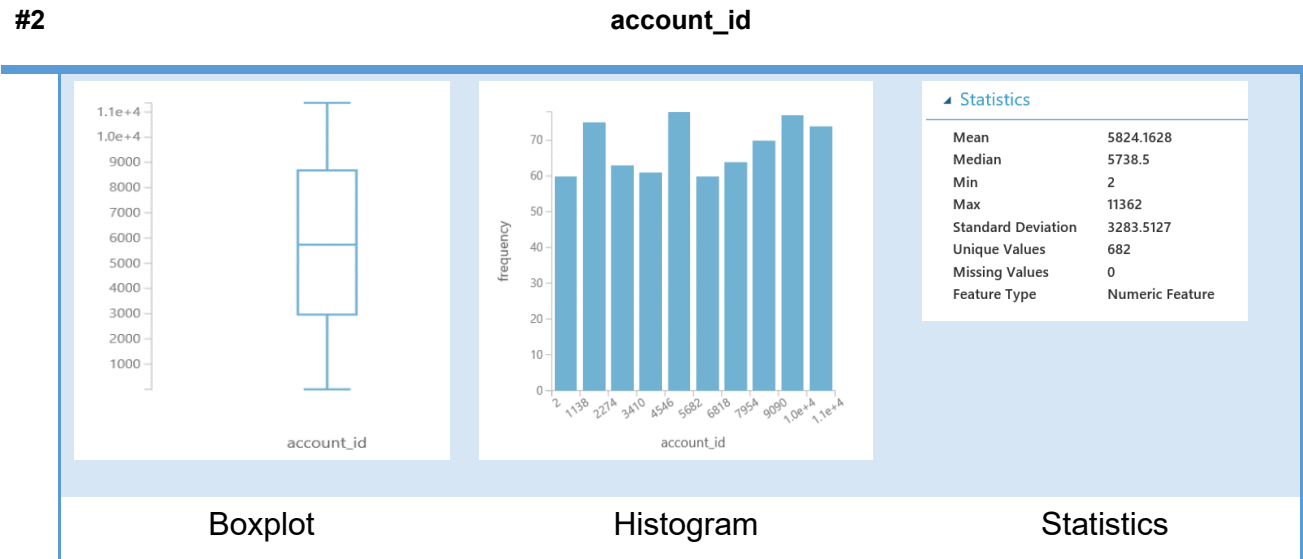 #2 account_id
1.1e+4
1.0e+4
9000
8000
7000
6000
5000
4000
3000
2000
1000
account_id
70
60
50
40
30
20
10
0
frequency
2 1138 2274 3410 4546 5682 6818 7954 9090 1.0e+4 1.1e+4
account_id
Statistics
Mean 5824.1628
Median 5738.5
Min 2
Max 11362
Standard Deviation 3283.5127
Unique Values 682
Missing Values 0
Feature Type Numeric Feature
Boxplot Histogram Statistics